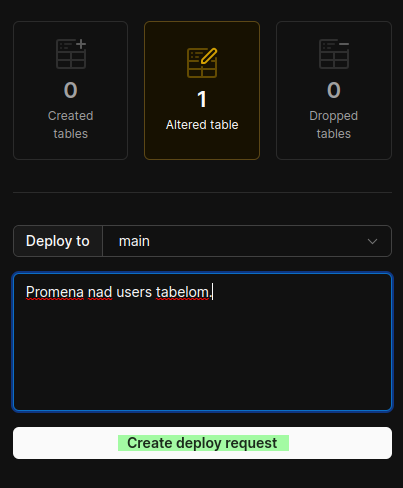 0
Created
tables
1
Altered table
0
Dropped
tables
Deploy to
main
Promena nad users tabelom.
Create deploy request